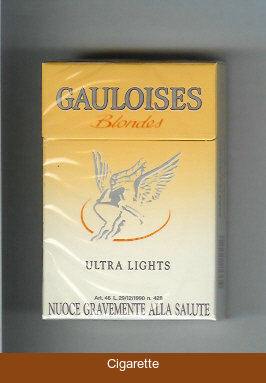 GAULOISES
Blondes
ULTRA LIGHTS
Art. 46 L. 29/12/1990 n. 428
NUOCE GRAVEMENTE ALLA SALUTE
Cigarette